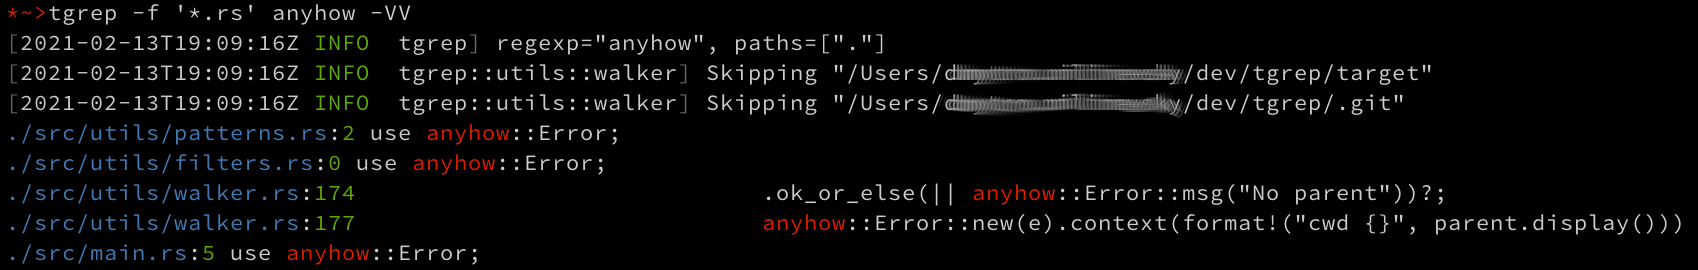 *~>tgrep -f '*.rs' anyhow -VV
[2021-02-13T19:09:16Z INFO  tgrep] regexp="anyhow", paths=["."]
[2021-02-13T19:09:16Z INFO  tgrep::utils::walker] Skipping "/Users/ /dev/tgrep/target"
[2021-02-13T19:09:16Z INFO  tgrep::utils::walker] Skipping "/Users/ /dev/tgrep/.git"
./src/utils/patterns.rs:2 use anyhow::Error;
./src/utils/filters.rs:0 use anyhow::Error;
./src/utils/walker.rs:174                             .ok_or_else(|| anyhow::Error::msg("No parent"))?;
./src/utils/walker.rs:177                             anyhow::Error::new(e).context(format!("cwd {}", parent.display()))
./src/main.rs:5 use anyhow::Error;